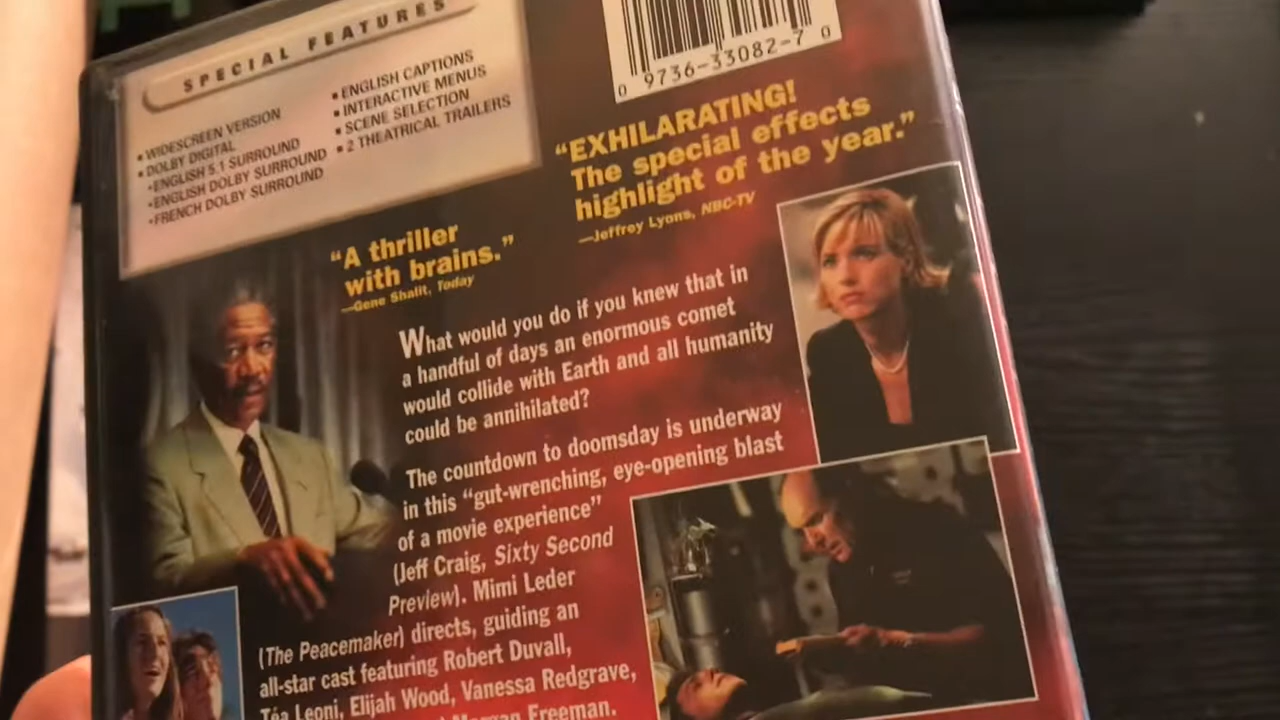 SPECIAL FEATURES
▪ WIDESCREEN VERSION
▪ DOLBY DIGITAL
▪ENGLISH 5.1 SURROUND
▪ENGLISH DOLBY SURROUND
▪FRENCH DOLBY SURROUND
▪ ENGLISH CAPTIONS
▪ INTERACTIVE MENUS
▪ SCENE SELECTION
▪ 2 THEATRICAL TRAILERS
0 9736-33082-7 0
“EXHILARATING!
The special effects
highlight of the year.”
—Jeffrey Lyons, NBC-TV
“A thriller
with brains.”
—Gene Shalit, Today
What would you do if you knew that in
a handful of days an enormous comet
would collide with Earth and all humanity
could be annihilated?
The countdown to doomsday is underway
in this “gut-wrenching, eye-opening blast
of a movie experience”
(Jeff Craig, Sixty Second
Preview). Mimi Leder
(The Peacemaker) directs, guiding an
all-star cast featuring Robert Duvall,
Téa Leoni, Elijah Wood, Vanessa Redgrave,
Morgan Freeman.